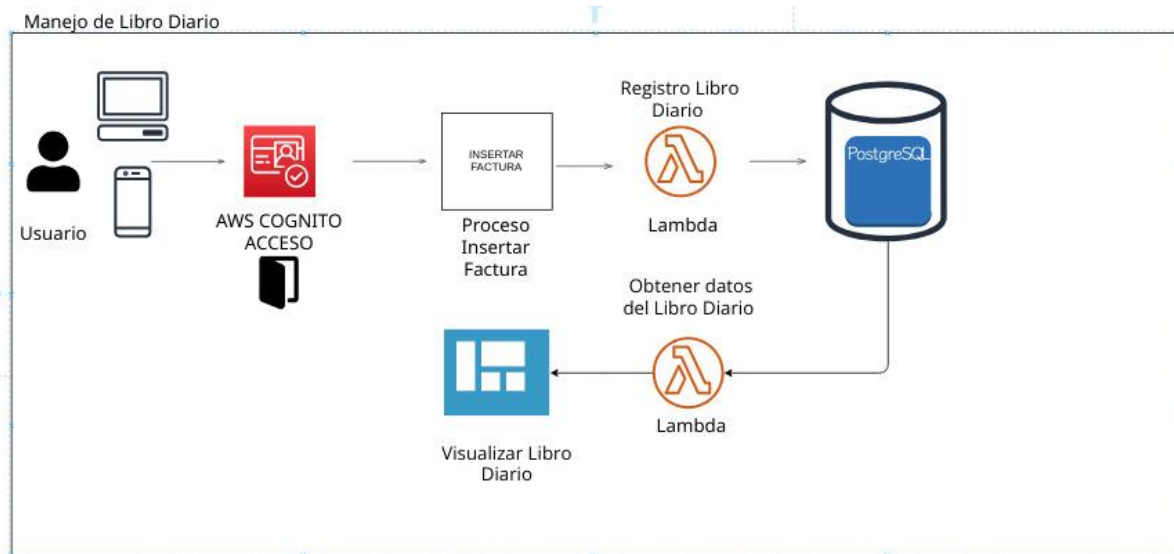 Manejo de Libro Diario
Usuario
AWS COGNITO
ACCESO
INSERTAR
FACTURA
Proceso
Insertar
Factura
Registro Libro
Diario
Lambda
PostgreSQL
Obtener datos
del Libro Diario
Lambda
Visualizar Libro
Diario